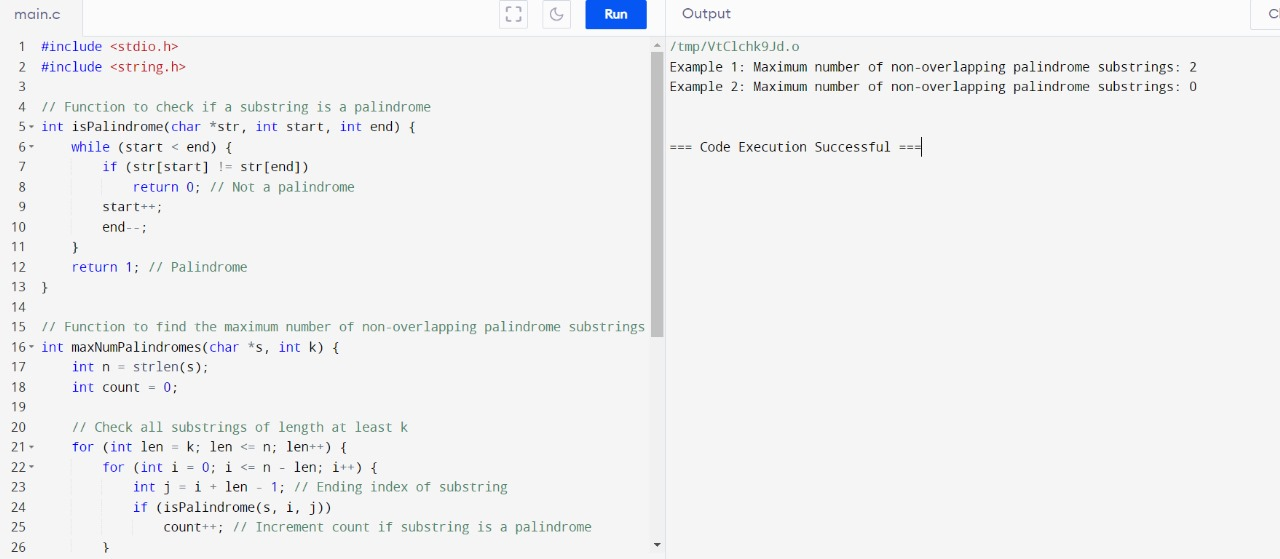 main.c
Run
Output
1 #include <stdio.h>
2 #include <string.h>
3
4 // Function to check if a substring is a palindrome
5 int isPalindrome(char *str, int start, int end) {
6     while (start < end) {
7         if (str[start] != str[end])
8             return 0; // Not a palindrome
9         start++;
10         end--;
11     }
12     return 1; // Palindrome
13 }
14
15 // Function to find the maximum number of non-overlapping palindrome substrings
16 int maxNumPalindromes(char *s, int k) {
17     int n = strlen(s);
18     int count = 0;
19
20     // Check all substrings of length at least k
21     for (int len = k; len <= n; len++) {
22         for (int i = 0; i <= n - len; i++) {
23             int j = i + len - 1; // Ending index of substring
24             if (isPalindrome(s, i, j))
25                 count++; // Increment count if substring is a palindrome
26         }
/tmp/VtClchk9Jd.o
Example 1: Maximum number of non-overlapping palindrome substrings: 2
Example 2: Maximum number of non-overlapping palindrome substrings: 0
=== Code Execution Successful ===